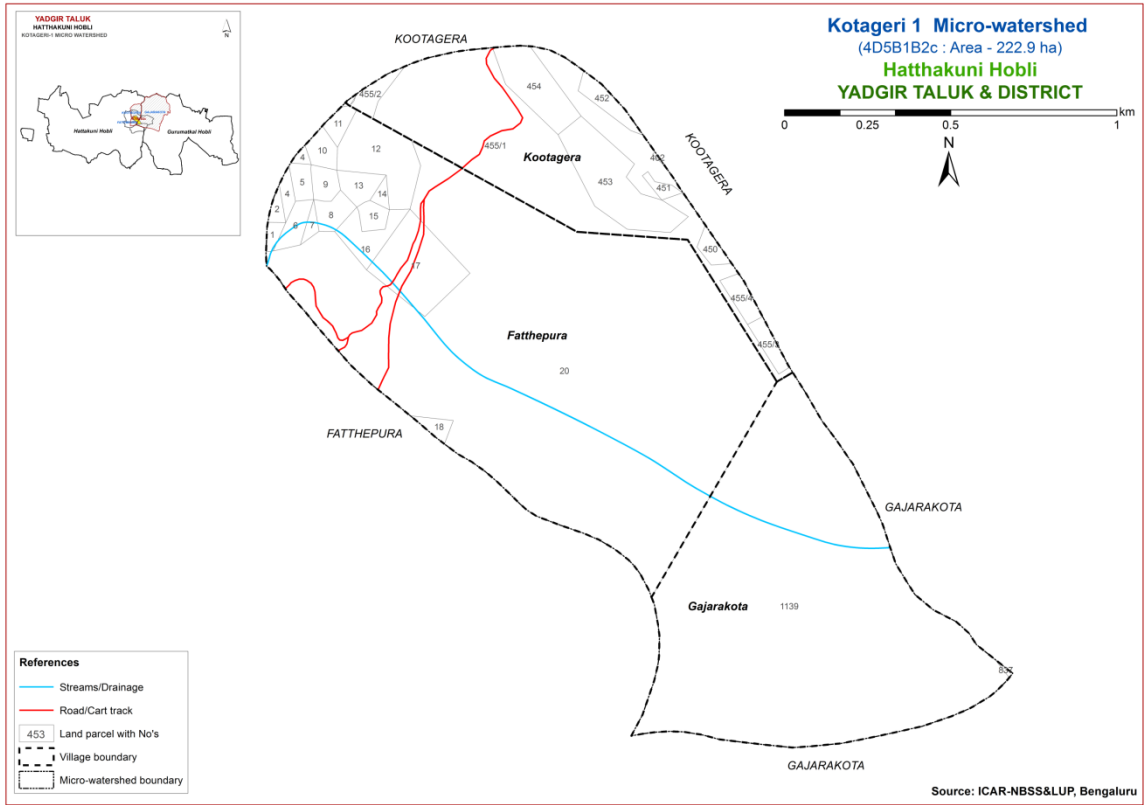 YADGIR TALUK
HATTHAKUNI HOBLI
KOTAGERI-1 MICRO WATERSHED
N
Hattakuni Hobli
Gurumatkal Hobli
Kotageri 1 Micro-watershed
(4D5B1B2c : Area - 222.9 ha)
Hatthakuni Hobli
YADGIR TALUK & DISTRICT
km
0 0.25 0.5 1
N
KOOTAGERA
455/2
454
452
11
10
12
455/1
Kootagera
462
KOOTAGERA
4
5
9
13
14
453
451
4
2
8
15
6
7
1
16
17
450
455/4
Fatthepura
455/3
20
FATTHEPURA
18
GAJARAKOTA
Gajarakota
1139
837
GAJARAKOTA
References
Streams/Drainage
Road/Cart track
453 Land parcel with No's
Village boundary
Micro-watershed boundary
Source: ICAR-NBSS&LUP, Bengaluru